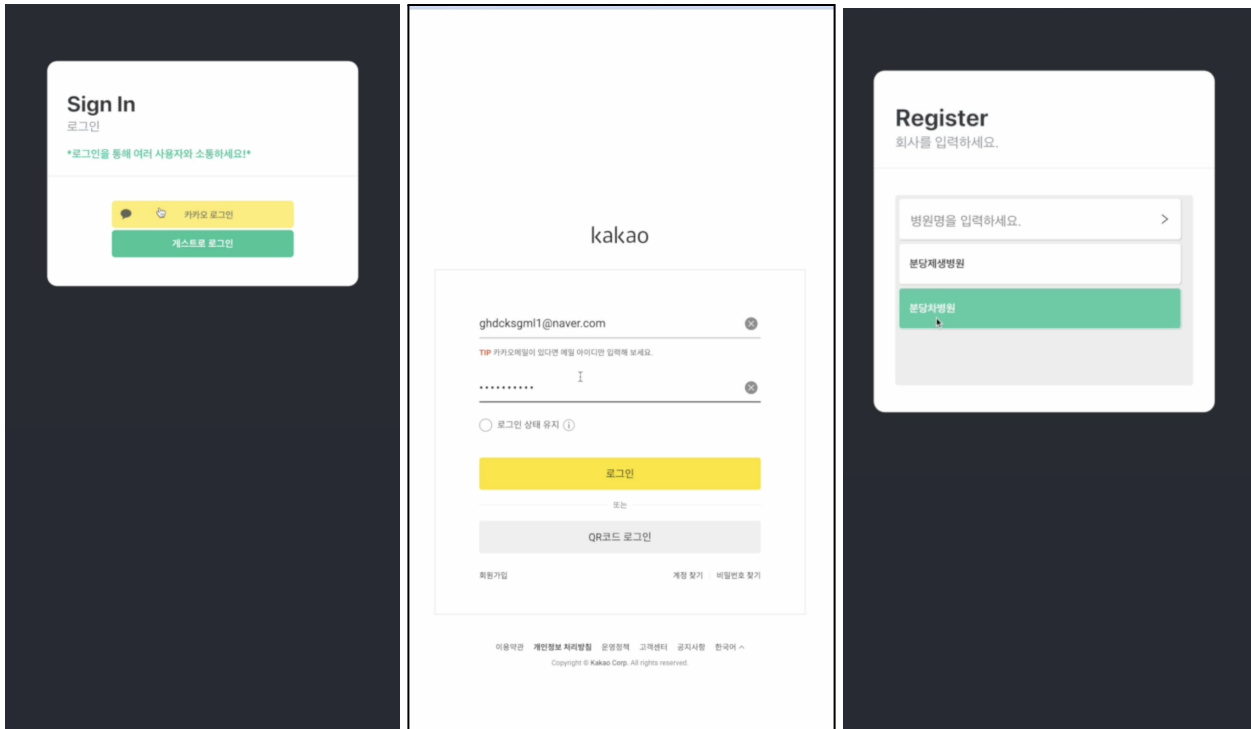 Sign In
로그인
*로그인을 통해 여러 사용자와 소통하세요!*
카카오 로그인
게스트로 로그인
kakao
ghdcksgml1@naver.com
TIP 카카오메일이 있다면 메일 아이디만 입력해 보세요.
••••••••••
로그인 상태 유지
로그인
또는
QR코드 로그인
회원가입 계정 찾기 비밀번호 찾기
이용약관 개인정보 처리방침 운영정책 고객센터 공지사항 한국어
Copyright © Kakao Corp. All rights reserved.
Register
회사를 입력하세요.
병원명을 입력하세요.
분당제생병원
분당차병원